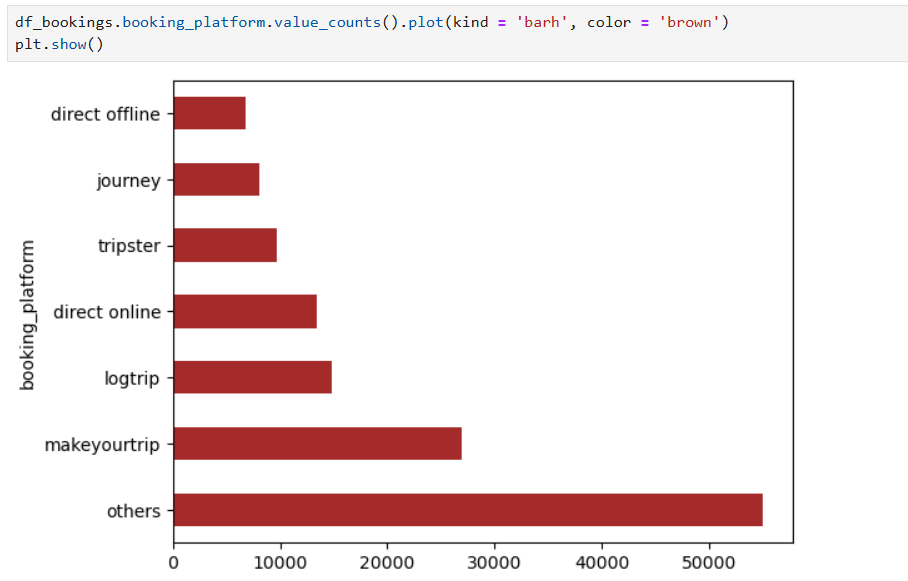 df_bookings.booking_platform.value_counts().plot(kind = 'barh', color = 'brown')
plt.show()
direct offline
journey
tripster
direct online
logtrip
makeyourtrip
others
booking_platform
0 10000 20000 30000 40000 50000